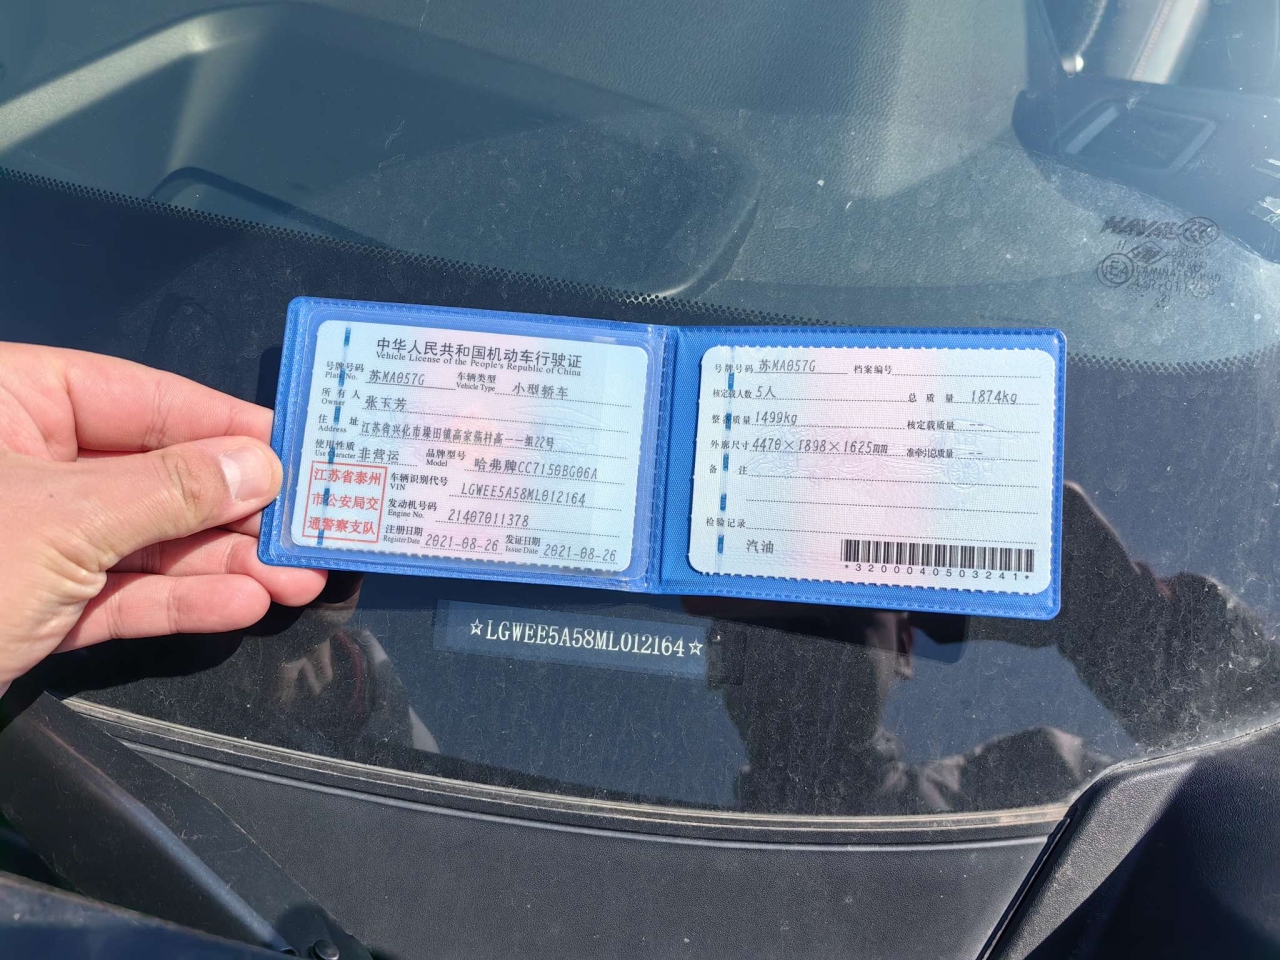 中华人民共和国机动车行驶证
Vehicle License of the People's Republic of China
号牌号码 Plate No. 苏MA057G 车辆类型 Vehicle Type 小型轿车
所有人 Owner 张玉芳
住址 Address 江苏省兴化市垛田镇高家荡村高一一组22号
使用性质 Use Character 非营运 品牌型号 Model 哈弗牌CC7150BG06A
江苏省泰州
市公安局交
通警察支队
车辆识别代号 VIN LGWEE5A58ML012164
发动机号码 Engine No. 21407011378
注册日期 Register Date 2021-08-26 发证日期 Issue Date 2021-08-26
号牌号码 苏MA057G 档案编号
核定载人数 5人 总质量 1874kg
整备质量 1499kg 核定载质量 --
外廓尺寸 4470×1898×1625mm 准牵引总质量 --
备注
检验记录
汽油
*3200040503241*
☆LGWEE5A58ML012164☆
HAVAL
E4